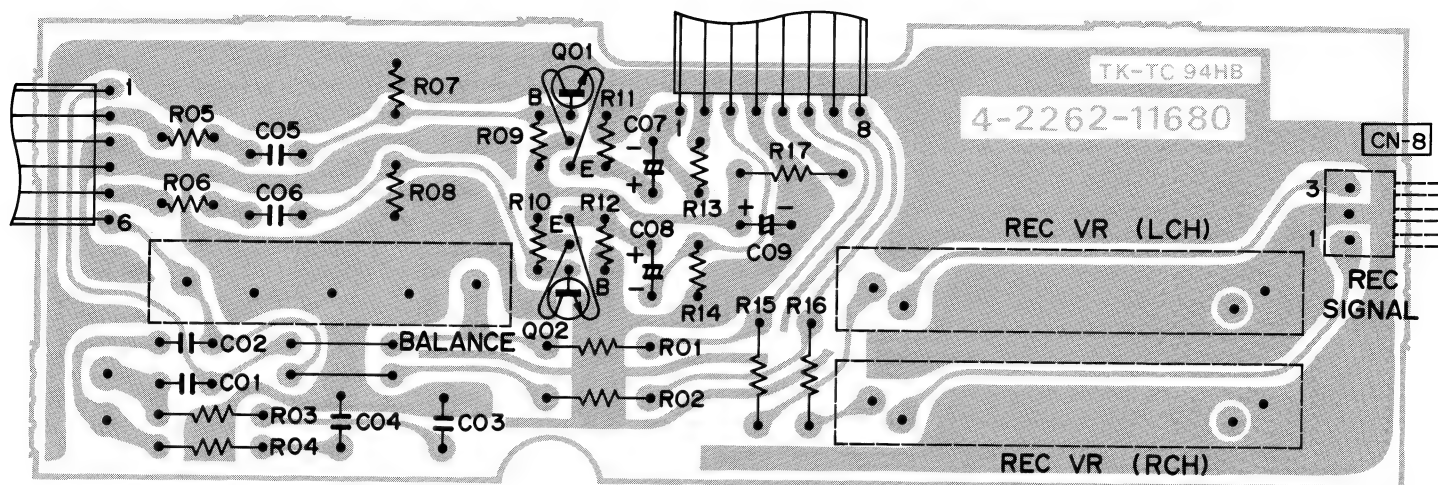 Q01
TK-TC 94HB
4-2262-11680
1
R07
B
R11
R05
C05
R09
C07
1
8
CN-8
-
+
E
R17
R06
C06
R08
R10
R12
R13
+ -
3
6
E
C08
C09
REC VR (LCH)
1
+
-
B
R14
REC
SIGNAL
Q02
R15
R16
C02
BALANCE
R01
C01
R02
R03
C04
C03
R04
REC VR (RCH)